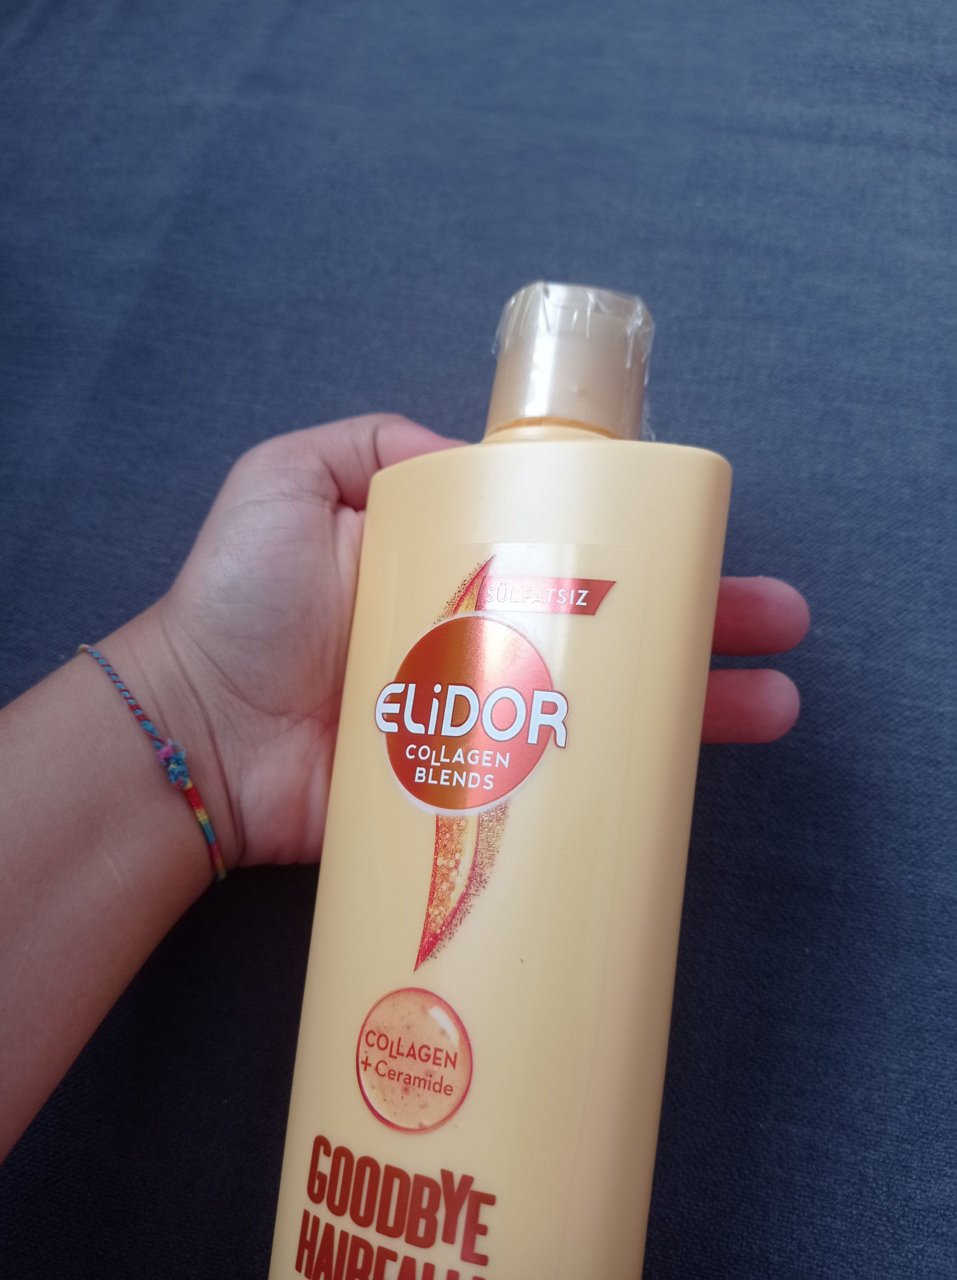 SÜLFATSIZ
ELiDOR
COLLAGEN
BLENDS
COLLAGEN
+Ceramide
GOODBYE